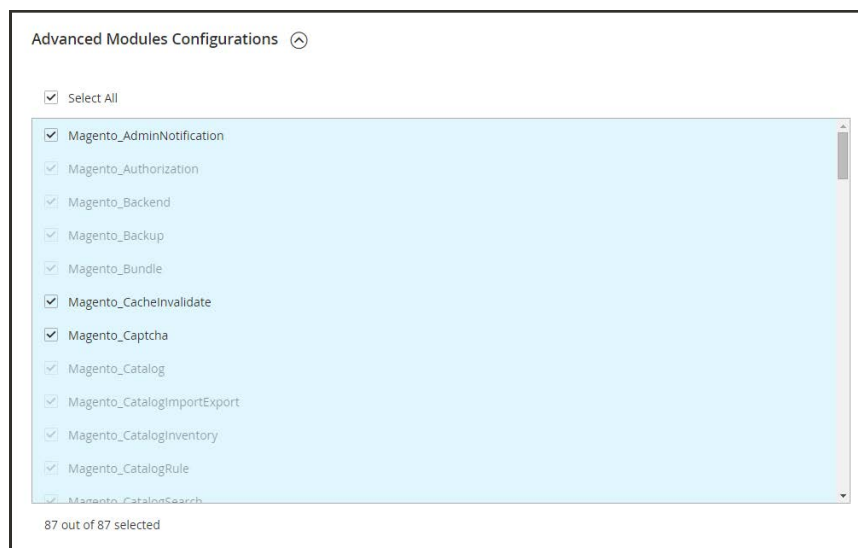 Advanced Modules Configurations
Select All
Magento_AdminNotification
Magento_Authorization
Magento_Backend
Magento_Backup
Magento_Bundle
Magento_CacheInvalidate
Magento_Captcha
Magento_Catalog
Magento_CatalogImportExport
Magento_CatalogInventory
Magento_CatalogRule
Magento_CatalogSearch
87 out of 87 selected